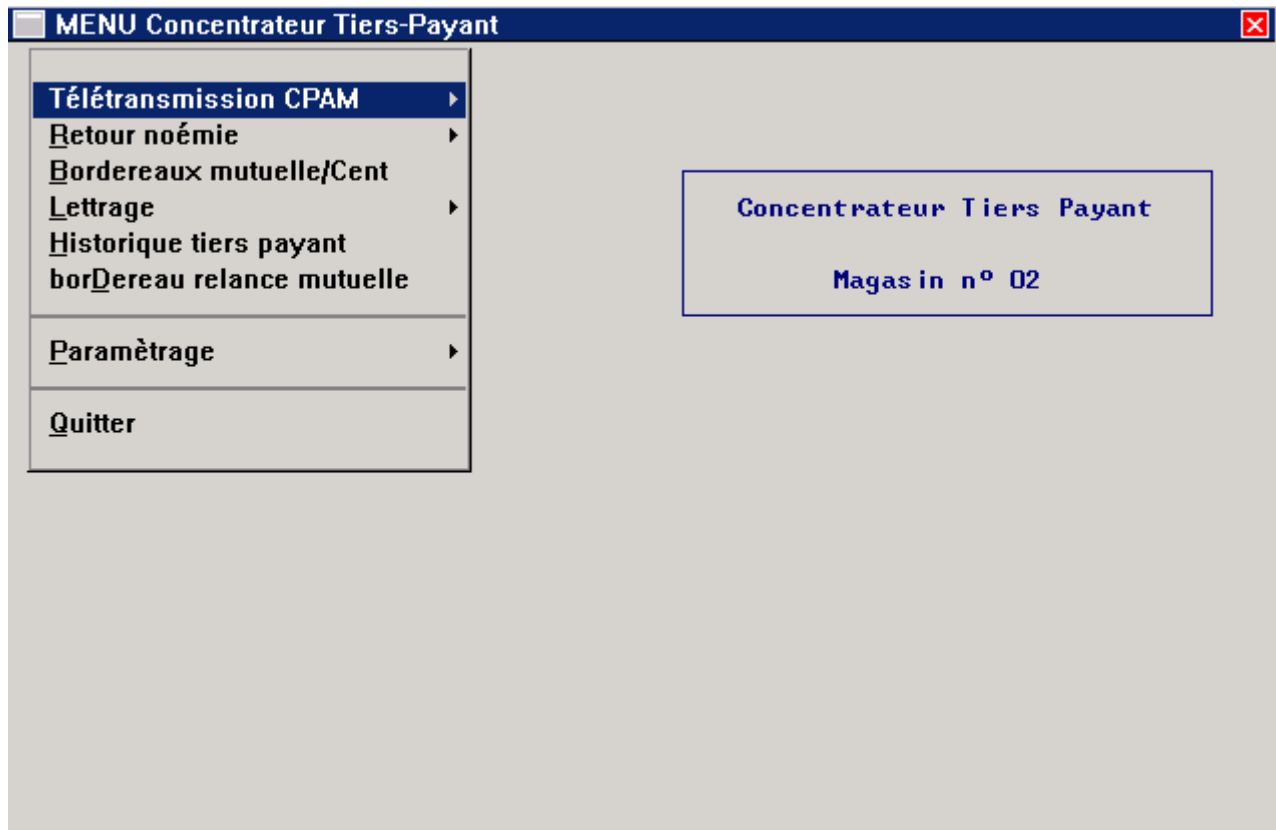 MENU Concentrateur Tiers-Payant
Télétransmission CPAM
Retour noémie
Bordereaux mutuelle/Cent
Lettrage
Historique tiers payant
borDereau relance mutuelle
Paramètrage
Quitter
Concentrateur Tiers Payant
Magasin nº 02